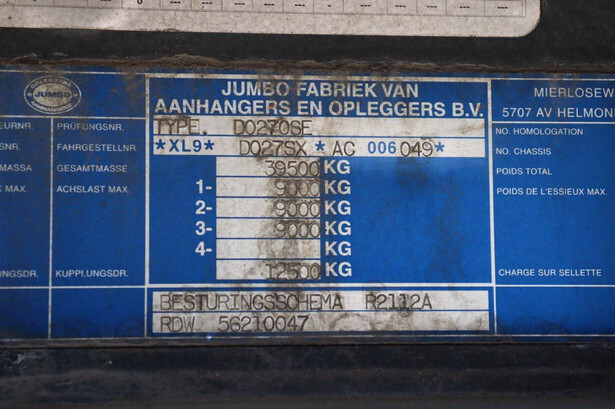 0
JUMBO
JUMBO FABRIEK VAN
AANHANGERS EN OPLEGGERS B.V.
MIERLOSEW
5707 AV HELMON
EURNR. PRÜFUNGSNR. TYPE. DO270SE NO. HOMOLOGATION
SNR. FAHRGESTELLNR. *XL9* DO27SX * AC 006049* NO. CHASSIS
MASSA GESAMTMASSE 39500 KG POIDS TOTAL
K MAX. ACHSLAST MAX. 1- 9000 KG POIDS DE L'ESSIEUX MAX
2- 9000 KG
3- 9000 KG
4- KG
NGSDR. KUPPLUNGSDR. 12500 KG CHARGE SUR SELLETTE
BESTURINGSSCHEMA R2112A
RDW 56210047